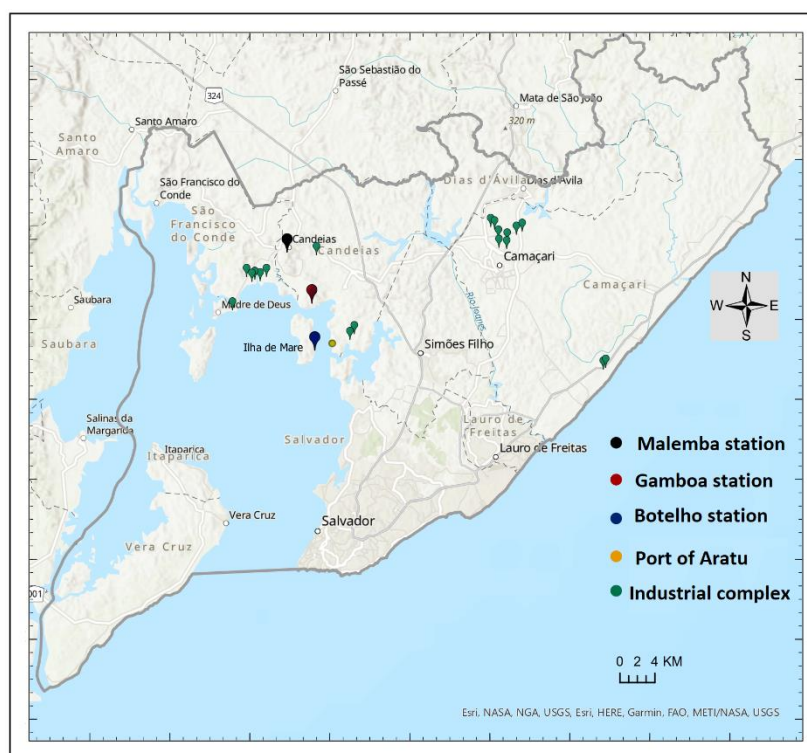 São Sebastião do
Passé
324
Mata de São João
320 m
Santo Amaro
Santo
Amaro
Dias d'Ávila
Dias d'Ávila
São Francisco do
Conde
São
Francisco
do Conde
Candeias
Candeias
Camaçari
Camaçari
Saubara
Saubara
Madre de Deus
Rio Joanes
N
W
E
S
Ilha de Mare
Simões Filho
Salinas da
Margarida
Salvador
Lauro de
Freitas
Lauro de Freitas
Itaparica
Itaparica
Malemba station
Gamboa station
Botelho station
Port of Aratu
Industrial complex
Vera Cruz
Vera Cruz
Salvador
001
0 2 4 KM
Esri, NASA, NGA, USGS, Esri, HERE, Garmin, FAO, METI/NASA, USGS